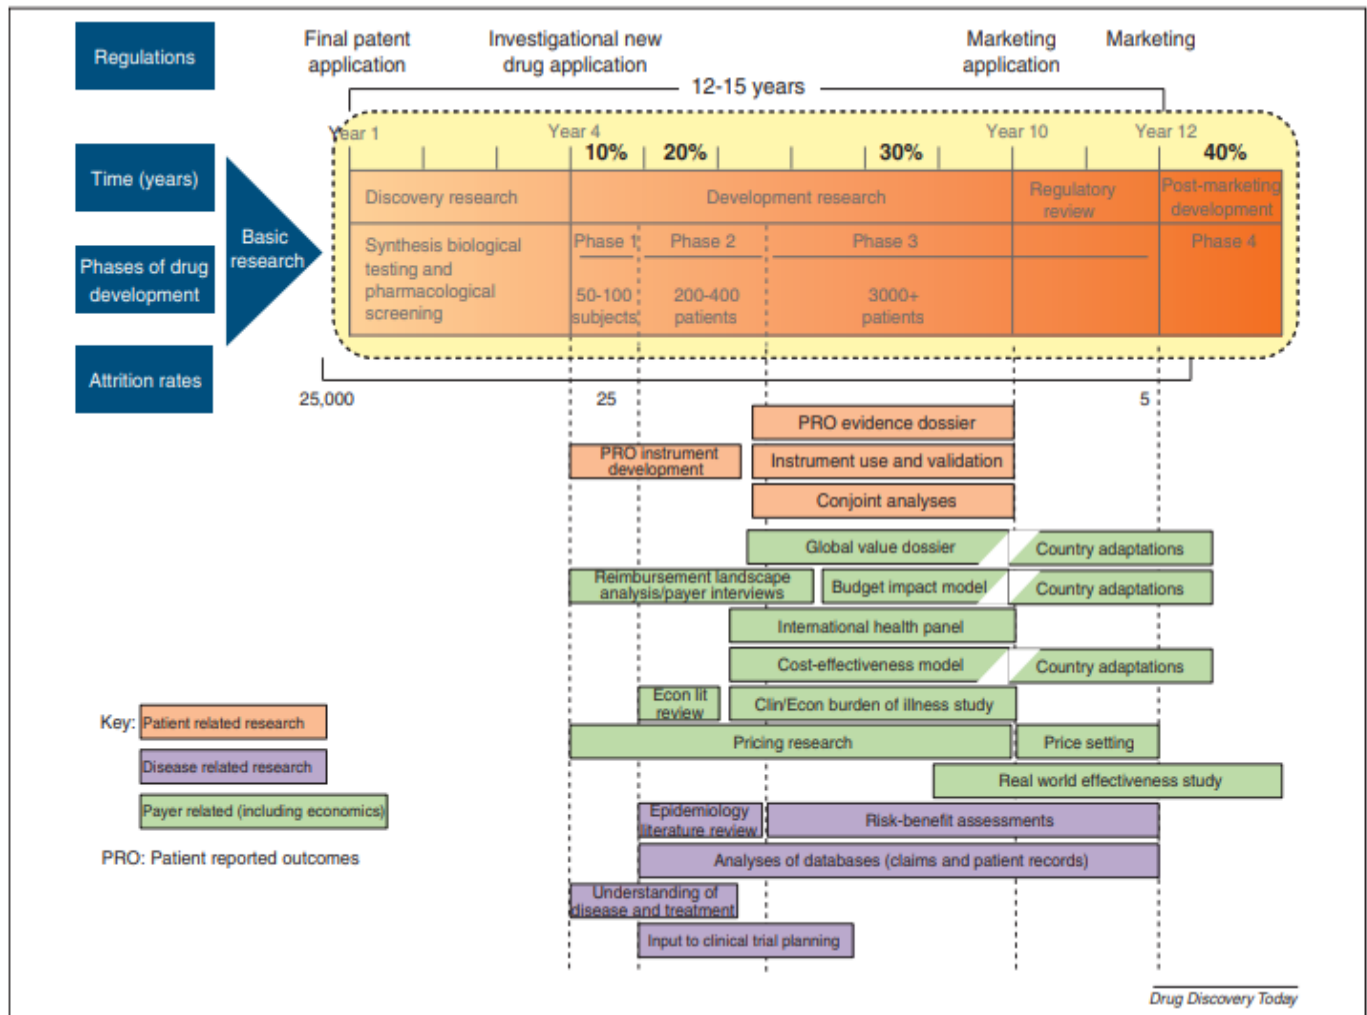 Regulations
Final patent
application
Investigational new
drug application
Marketing
application
Marketing
12-15 years
Time (years)
Year 1
Year 4
Year 10
Year 12
10%
20%
30%
40%
Basic
research
Discovery research
Development research
Regulatory
review
Post-marketing
development
Phases of drug
development
Synthesis biological
testing and
pharmacological
screening
Phase 1
Phase 2
Phase 3
Phase 4
50-100
subjects
200-400
patients
3000+
patients
Attrition rates
25,000
25
5
PRO evidence dossier
PRO instrument
development
Instrument use and validation
Conjoint analyses
Global value dossier
Country adaptations
Reimbursement landscape
analysis/payer interviews
Budget impact model
Country adaptations
International health panel
Cost-effectiveness model
Country adaptations
Econ lit
review
Clin/Econ burden of illness study
Pricing research
Price setting
Real world effectiveness study
Epidemiology
literature review
Risk-benefit assessments
Analyses of databases (claims and patient records)
Understanding of
disease and treatment
Input to clinical trial planning
Key:
Patient related research
Disease related research
Payer related (including economics)
PRO: Patient reported outcomes
Drug Discovery Today